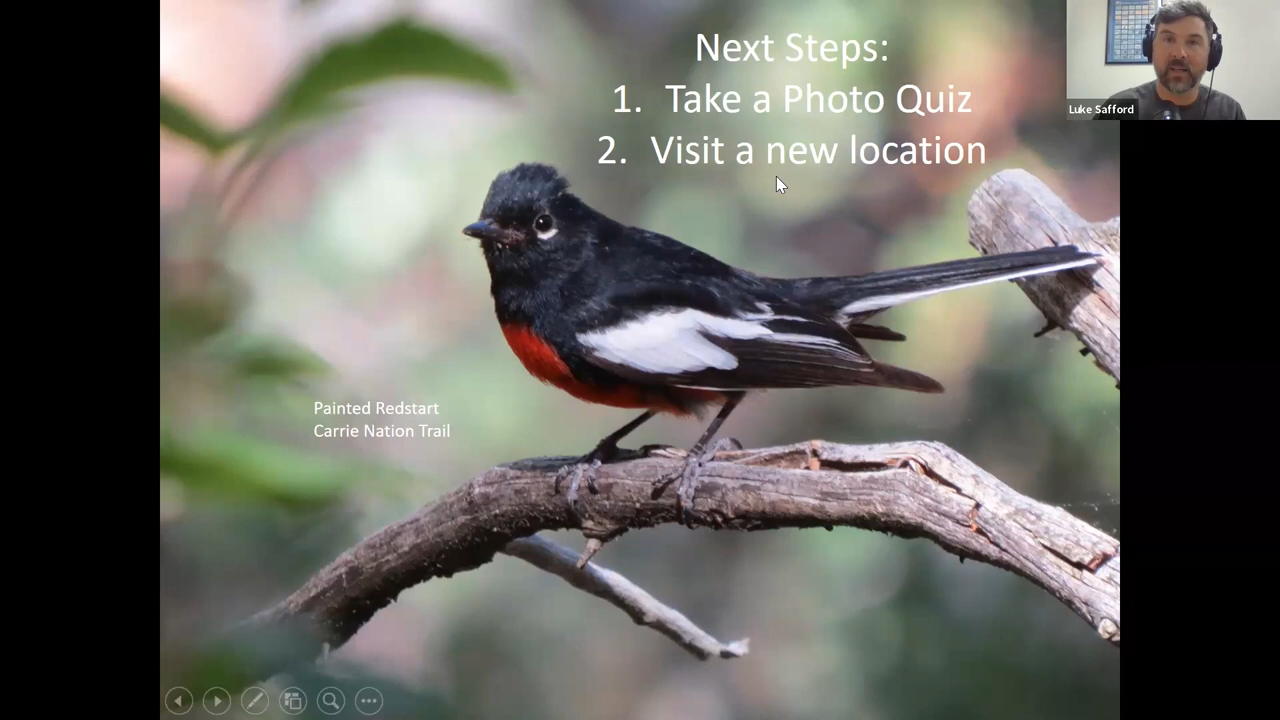 Next Steps:
1. Take a Photo Quiz
2. Visit a new location
Luke Safford
Painted Redstart
Carrie Nation Trail